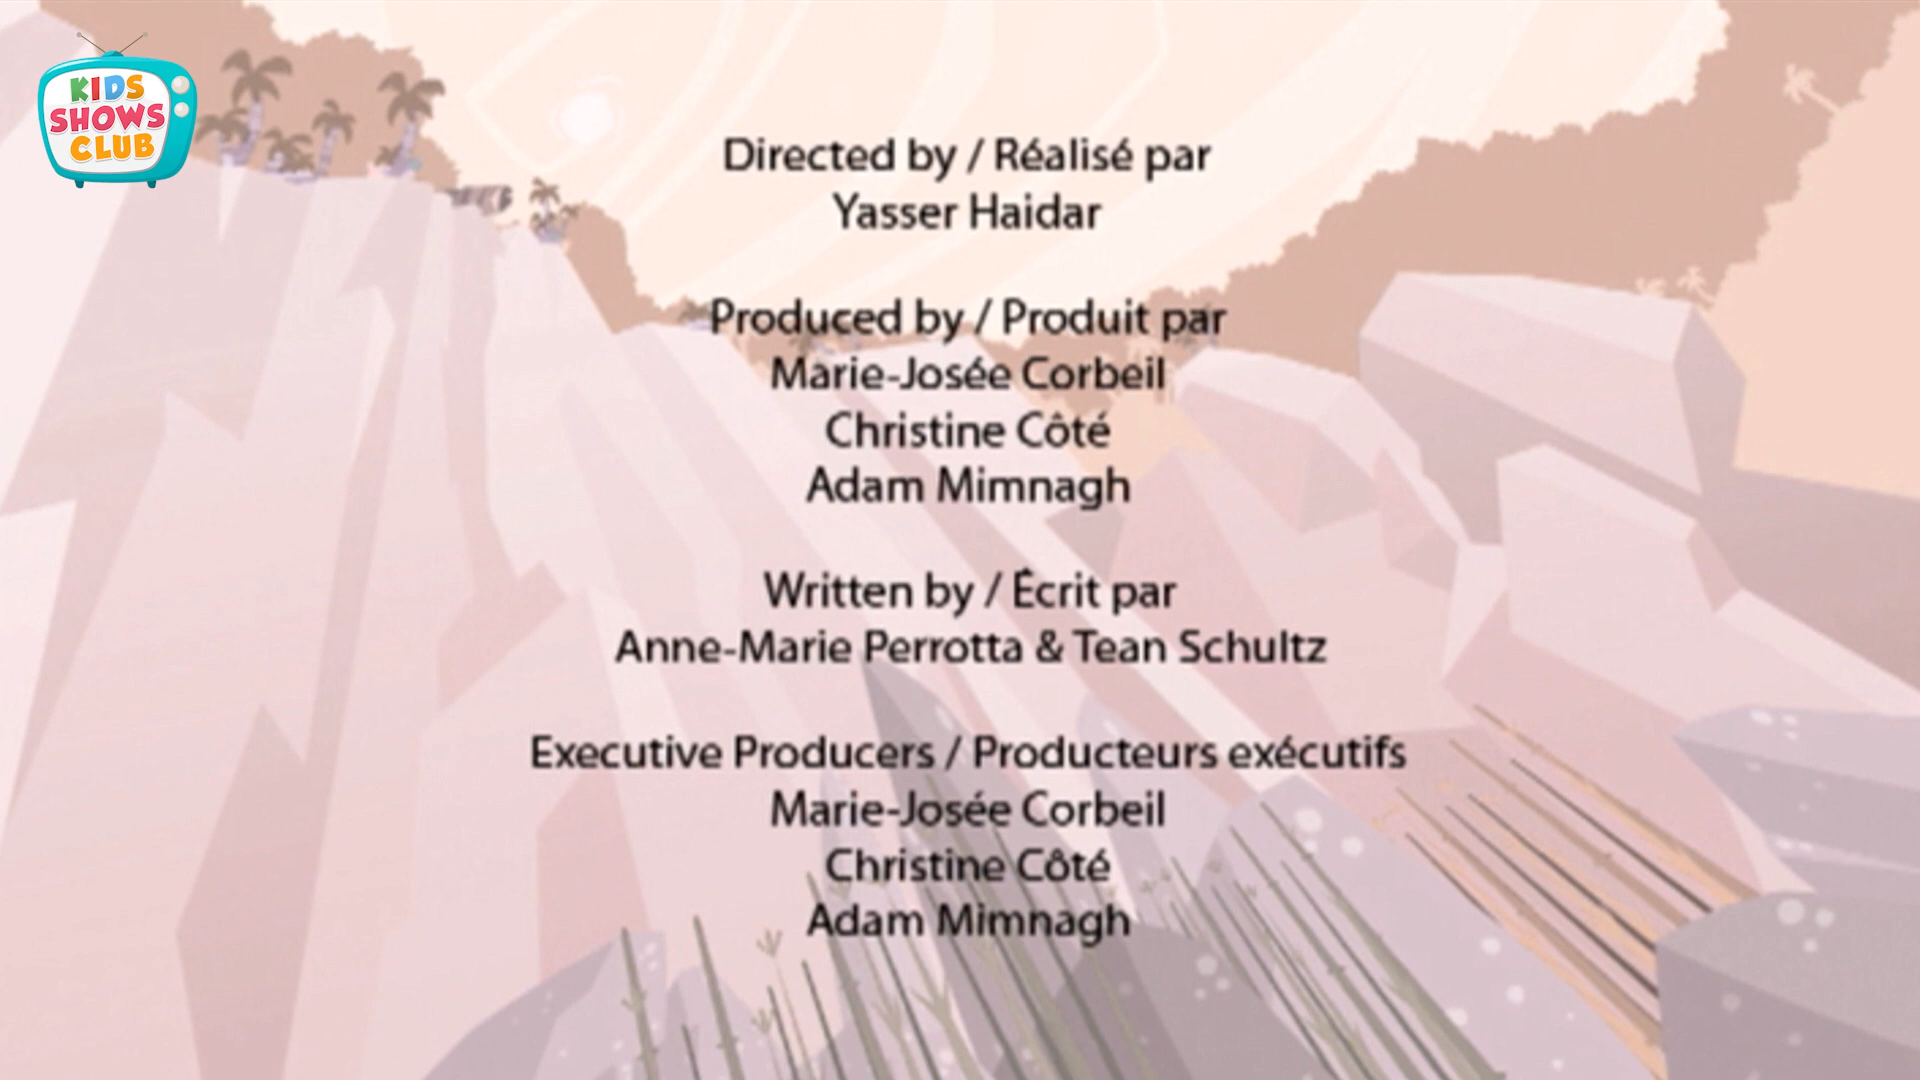 KIDS
SHOWS
CLUB
Directed by / Réalisé par
Yasser Haidar
Produced by / Produit par
Marie-Josée Corbeil
Christine Côté
Adam Mimnagh
Written by / Écrit par
Anne-Marie Perrotta & Tean Schultz
Executive Producers / Producteurs exécutifs
Marie-Josée Corbeil
Christine Côté
Adam Mimnagh